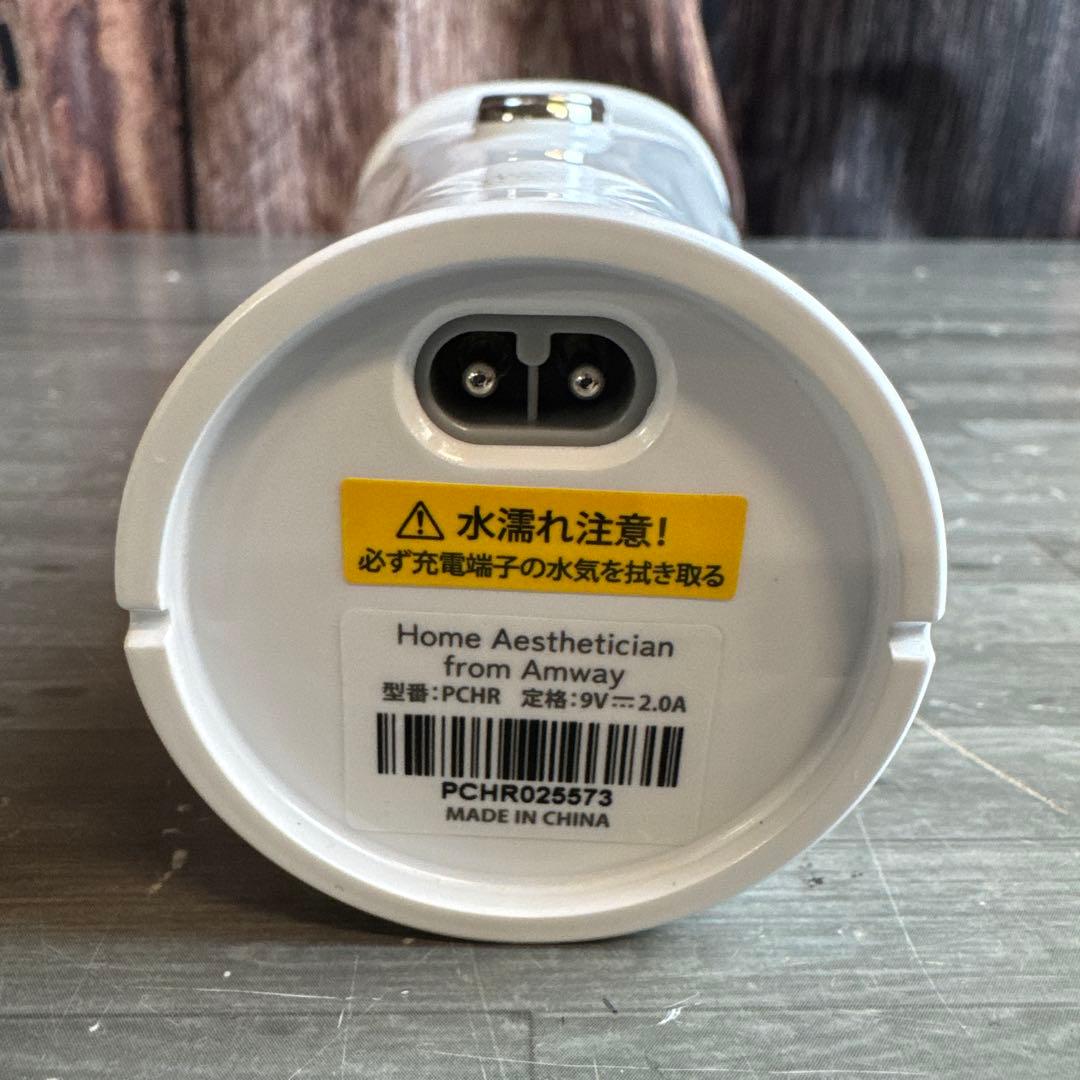 ⚠ 水濡れ注意!
必ず充電端子の水気を拭き取る
Home Aesthetician
from Amway
型番:PCHR 定格:9V⎓2.0A
PCHR025573
MADE IN CHINA